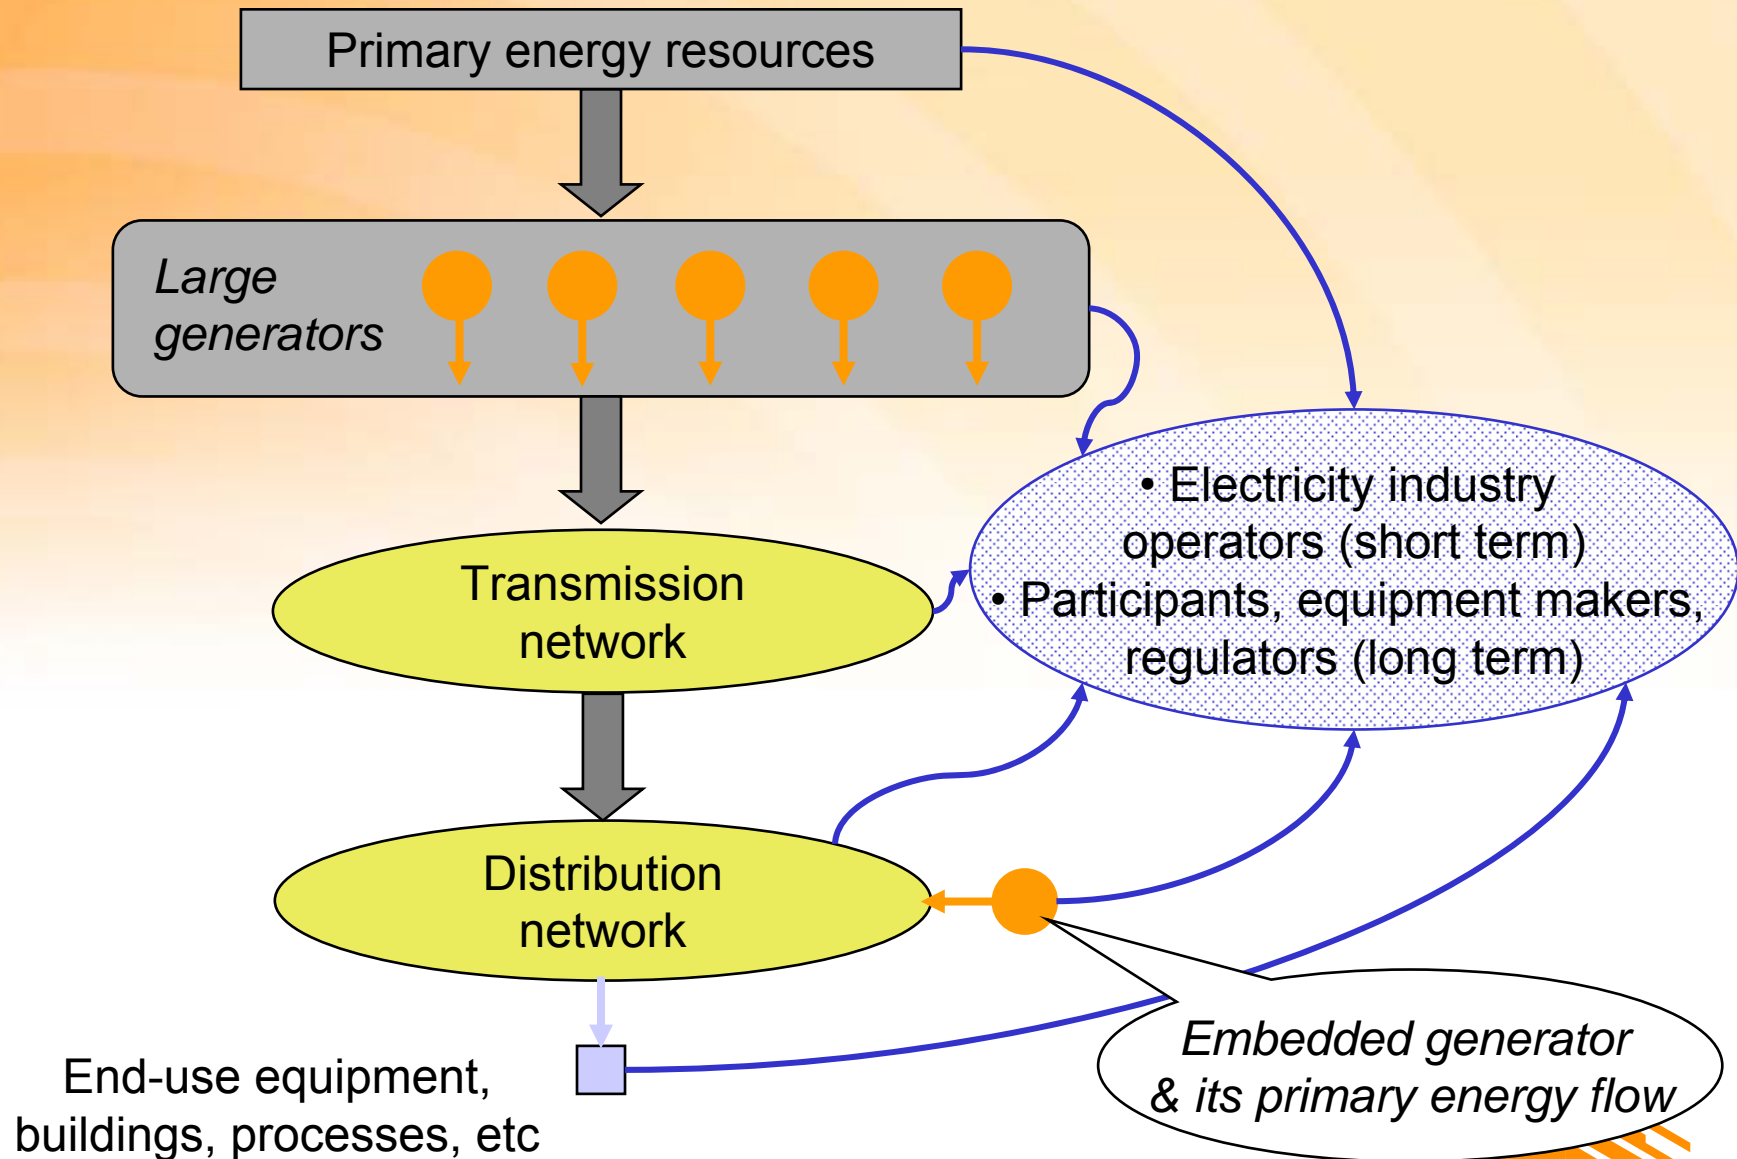 Primary energy resources
Large
generators
• Electricity industry
operators (short term)
• Participants, equipment makers,
regulators (long term)
Transmission
network
Distribution
network
Embedded generator
& its primary energy flow
End-use equipment,
buildings, processes, etc